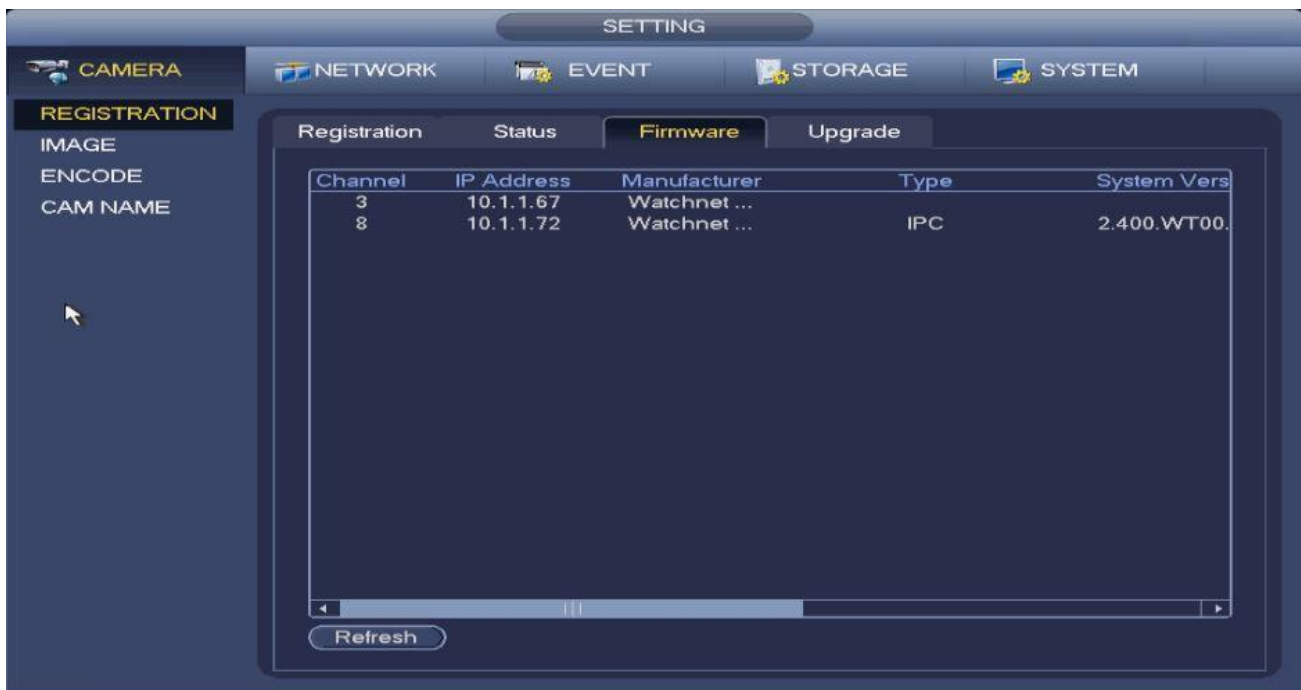 SETTING
CAMERA NETWORK EVENT STORAGE SYSTEM
REGISTRATION
IMAGE
ENCODE
CAM NAME
Registration Status Firmware Upgrade
Channel IP Address Manufacturer Type System Vers
3 10.1.1.67 Watchnet ...
8 10.1.1.72 Watchnet ... IPC 2.400.WT00.
Refresh